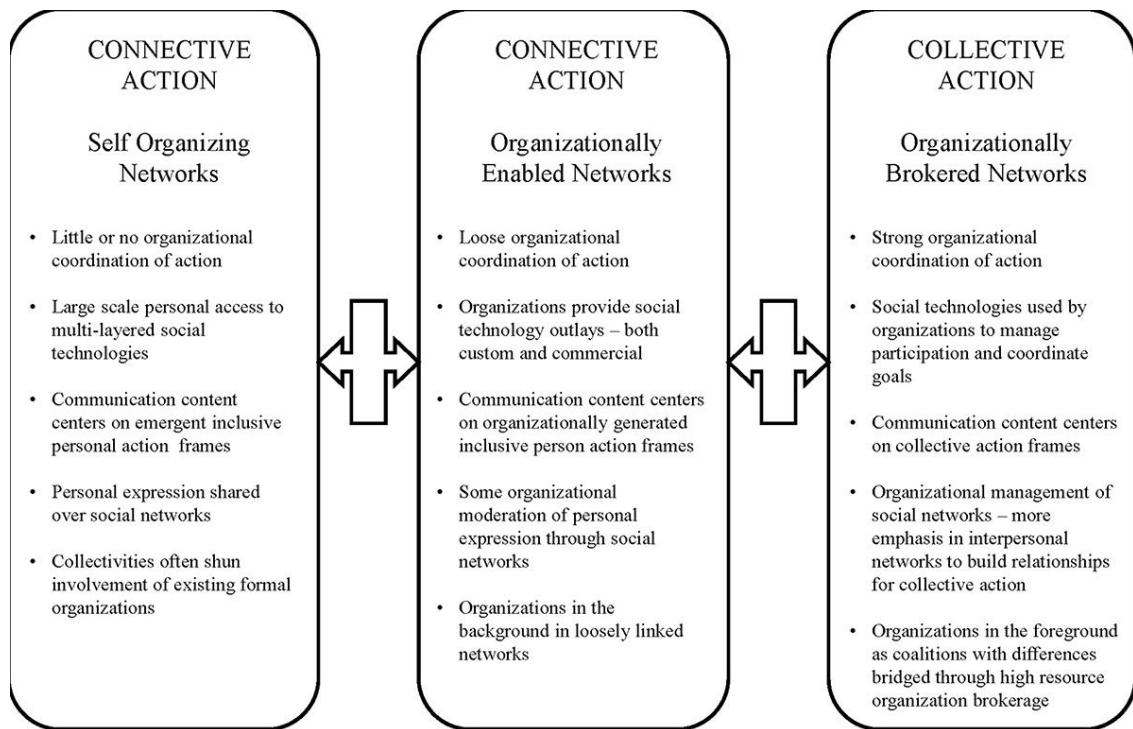 CONNECTIVE
ACTION
Self Organizing
Networks
• Little or no organizational
coordination of action
• Large scale personal access to
multi-layered social
technologies
• Communication content
centers on emergent inclusive
personal action frames
• Personal expression shared
over social networks
• Collectivities often shun
involvement of existing formal
organizations
CONNECTIVE
ACTION
Organizationally
Enabled Networks
• Loose organizational
coordination of action
• Organizations provide social
technology outlays – both
custom and commercial
• Communication content centers
on organizationally generated
inclusive person action frames
• Some organizational
moderation of personal
expression through social
networks
• Organizations in the
background in loosely linked
networks
COLLECTIVE
ACTION
Organizationally
Brokered Networks
• Strong organizational
coordination of action
• Social technologies used by
organizations to manage
participation and coordinate
goals
• Communication content centers
on collective action frames
• Organizational management of
social networks – more
emphasis in interpersonal
networks to build relationships
for collective action
• Organizations in the foreground
as coalitions with differences
bridged through high resource
organization brokerage